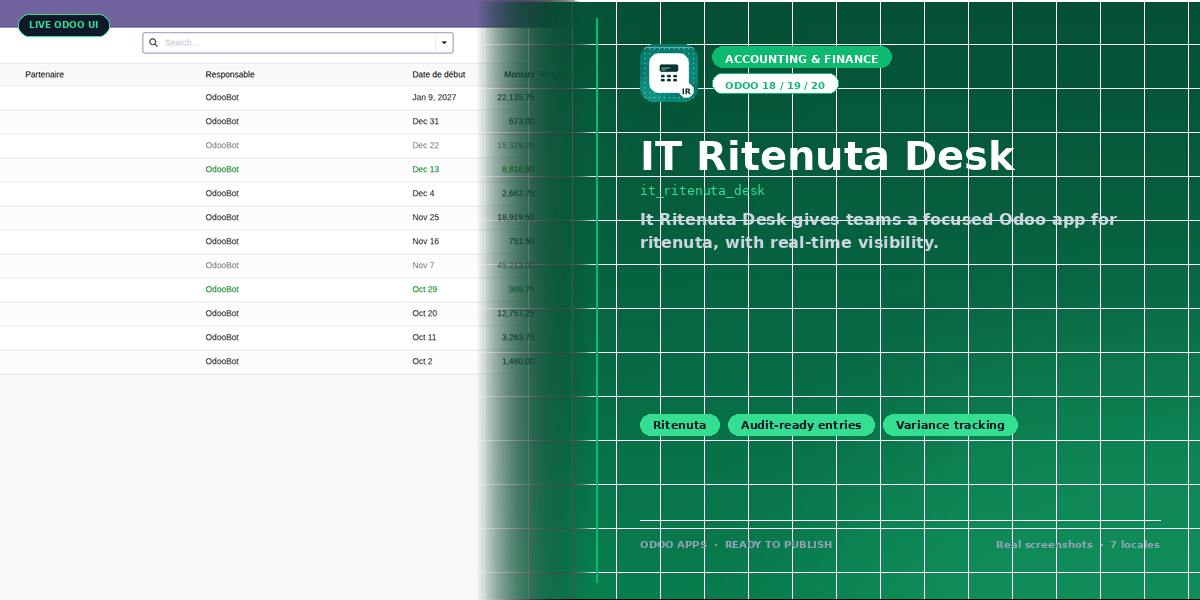 LIVE ODOO UI
Search...
Partenaire Responsable Date de début Montant
OdooBot Jan 9, 2027 22,135.75
OdooBot Dec 31 673.00
OdooBot Dec 22 15,329.25
OdooBot Dec 13 8,816.90
OdooBot Dec 4 2,662.75
OdooBot Nov 25 18,919.50
OdooBot Nov 16 751.50
OdooBot Nov 7 45,213.00
OdooBot Oct 29 989.75
OdooBot Oct 20 12,757.25
OdooBot Oct 11 3,263.75
OdooBot Oct 2 1,480.00
IR
ACCOUNTING & FINANCE
ODOO 18 / 19 / 20
IT Ritenuta Desk
it_ritenuta_desk
It Ritenuta Desk gives teams a focused Odoo app for
ritenuta, with real-time visibility.
Ritenuta
Audit-ready entries
Variance tracking
ODOO APPS · READY TO PUBLISH
Real screenshots · 7 locales